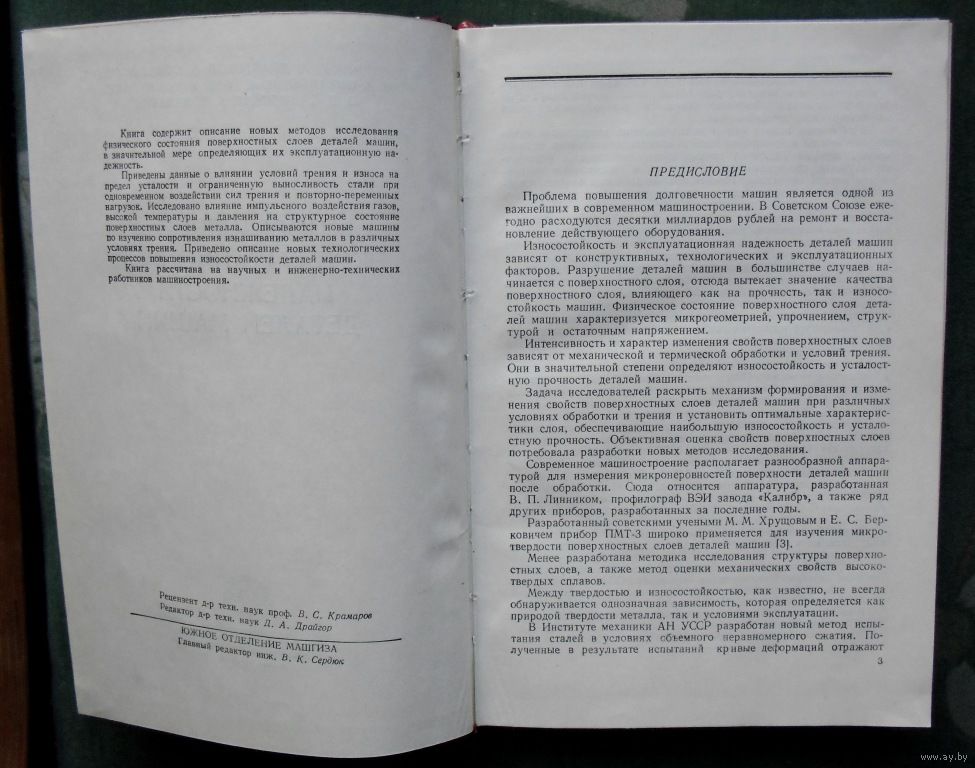 Книга содержит описание новых методов исследования
физического состояния поверхностных слоев деталей машин,
в значительной мере определяющих их эксплуатационную на-
дежность.
Приведены данные о влиянии условий трения и износа на
предел усталости и ограниченную выносливость стали при
одновременном воздействии сил трения и повторно-переменных
нагрузок. Исследовано влияние импульсного воздействия газов,
высокой температуры и давления на структурное состояние
поверхностных слоев металла. Описываются новые машины
по изучению сопротивления изнашиванию металлов в различных
условиях трения. Приведено описание новых технологических
процессов повышения износостойкости деталей машин.
Книга рассчитана на научных и инженерно-технических
работников машиностроения.
Рецензент д-р техн. наук проф. В. С. Крамаров
Редактор д-р техн. наук Д. А. Драйгор
ЮЖНОЕ ОТДЕЛЕНИЕ МАШГИЗА
Главный редактор инж. В. К. Сердюк
ПРЕДИСЛОВИЕ
Проблема повышения долговечности машин является одной из
важнейших в современном машиностроении. В Советском Союзе еже-
годно расходуются десятки миллиардов рублей на ремонт и восста-
новление действующего оборудования.
Износостойкость и эксплуатационная надежность деталей машин
зависят от конструктивных, технологических и эксплуатационных
факторов. Разрушение деталей машин в большинстве случаев на-
чинается с поверхностного слоя, отсюда вытекает значение качества
поверхностного слоя, влияющего как на прочность, так и износо-
стойкость машин. Физическое состояние поверхностного слоя дета-
лей машин характеризуется микрогеометрией, упрочнением, струк-
турой и остаточным напряжением.
Интенсивность и характер изменения свойств поверхностных слоев
зависят от механической и термической обработки и условий трения.
Они в значительной степени определяют износостойкость и усталост-
ную прочность деталей машин.
Задача исследователей раскрыть механизм формирования и изме-
нения свойств поверхностных слоев деталей машин при различных
условиях обработки и трения и установить оптимальные характерис-
тики слоя, обеспечивающие наибольшую износостойкость и устало-
стную прочность. Объективная оценка свойств поверхностных слоев
потребовала разработки новых методов исследования.
Современное машиностроение располагает разнообразной аппара-
турой для измерения микронеровностей поверхности деталей машин
после обработки. Сюда относится аппаратура, разработанная
В. П. Линником, профилограф ВЭИ завода «Калибр», а также ряд
других приборов, разработанных за последние годы.
Разработанный советскими учеными М. М. Хрущовым и Е. С. Бер-
ковичем прибор ПМТ-3 широко применяется для изучения микро-
твердости поверхностных слоев деталей машин [3].
Менее разработана методика исследования структуры поверхно-
стных слоев, а также метод оценки механических свойств высоко-
твердых сплавов.
Между твердостью и износостойкостью, как известно, не всегда
обнаруживается однозначная зависимость, которая определяется как
природой твердости металла, так и условиями эксплуатации.
В Институте механики АН УССР разработан новый метод испы-
тания сталей в условиях объемного неравномерного сжатия. По-
лученные в результате испытаний кривые деформаций отражают
3
www.ay.by